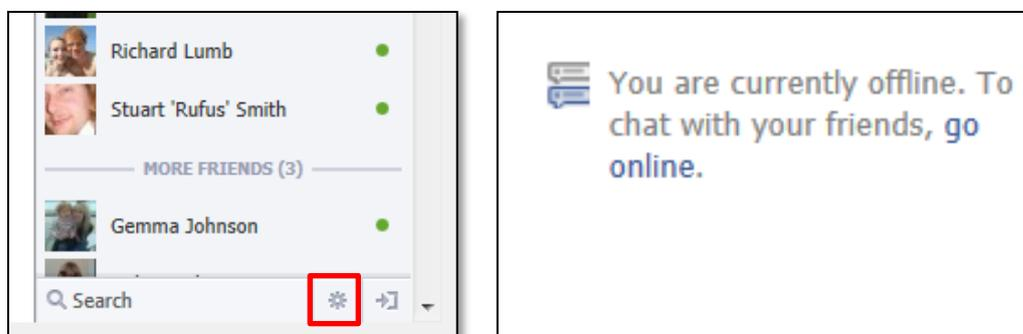 Richard Lumb
Stuart 'Rufus' Smith
MORE FRIENDS (3)
Gemma Johnson
Search
You are currently offline. To
chat with your friends, go
online.